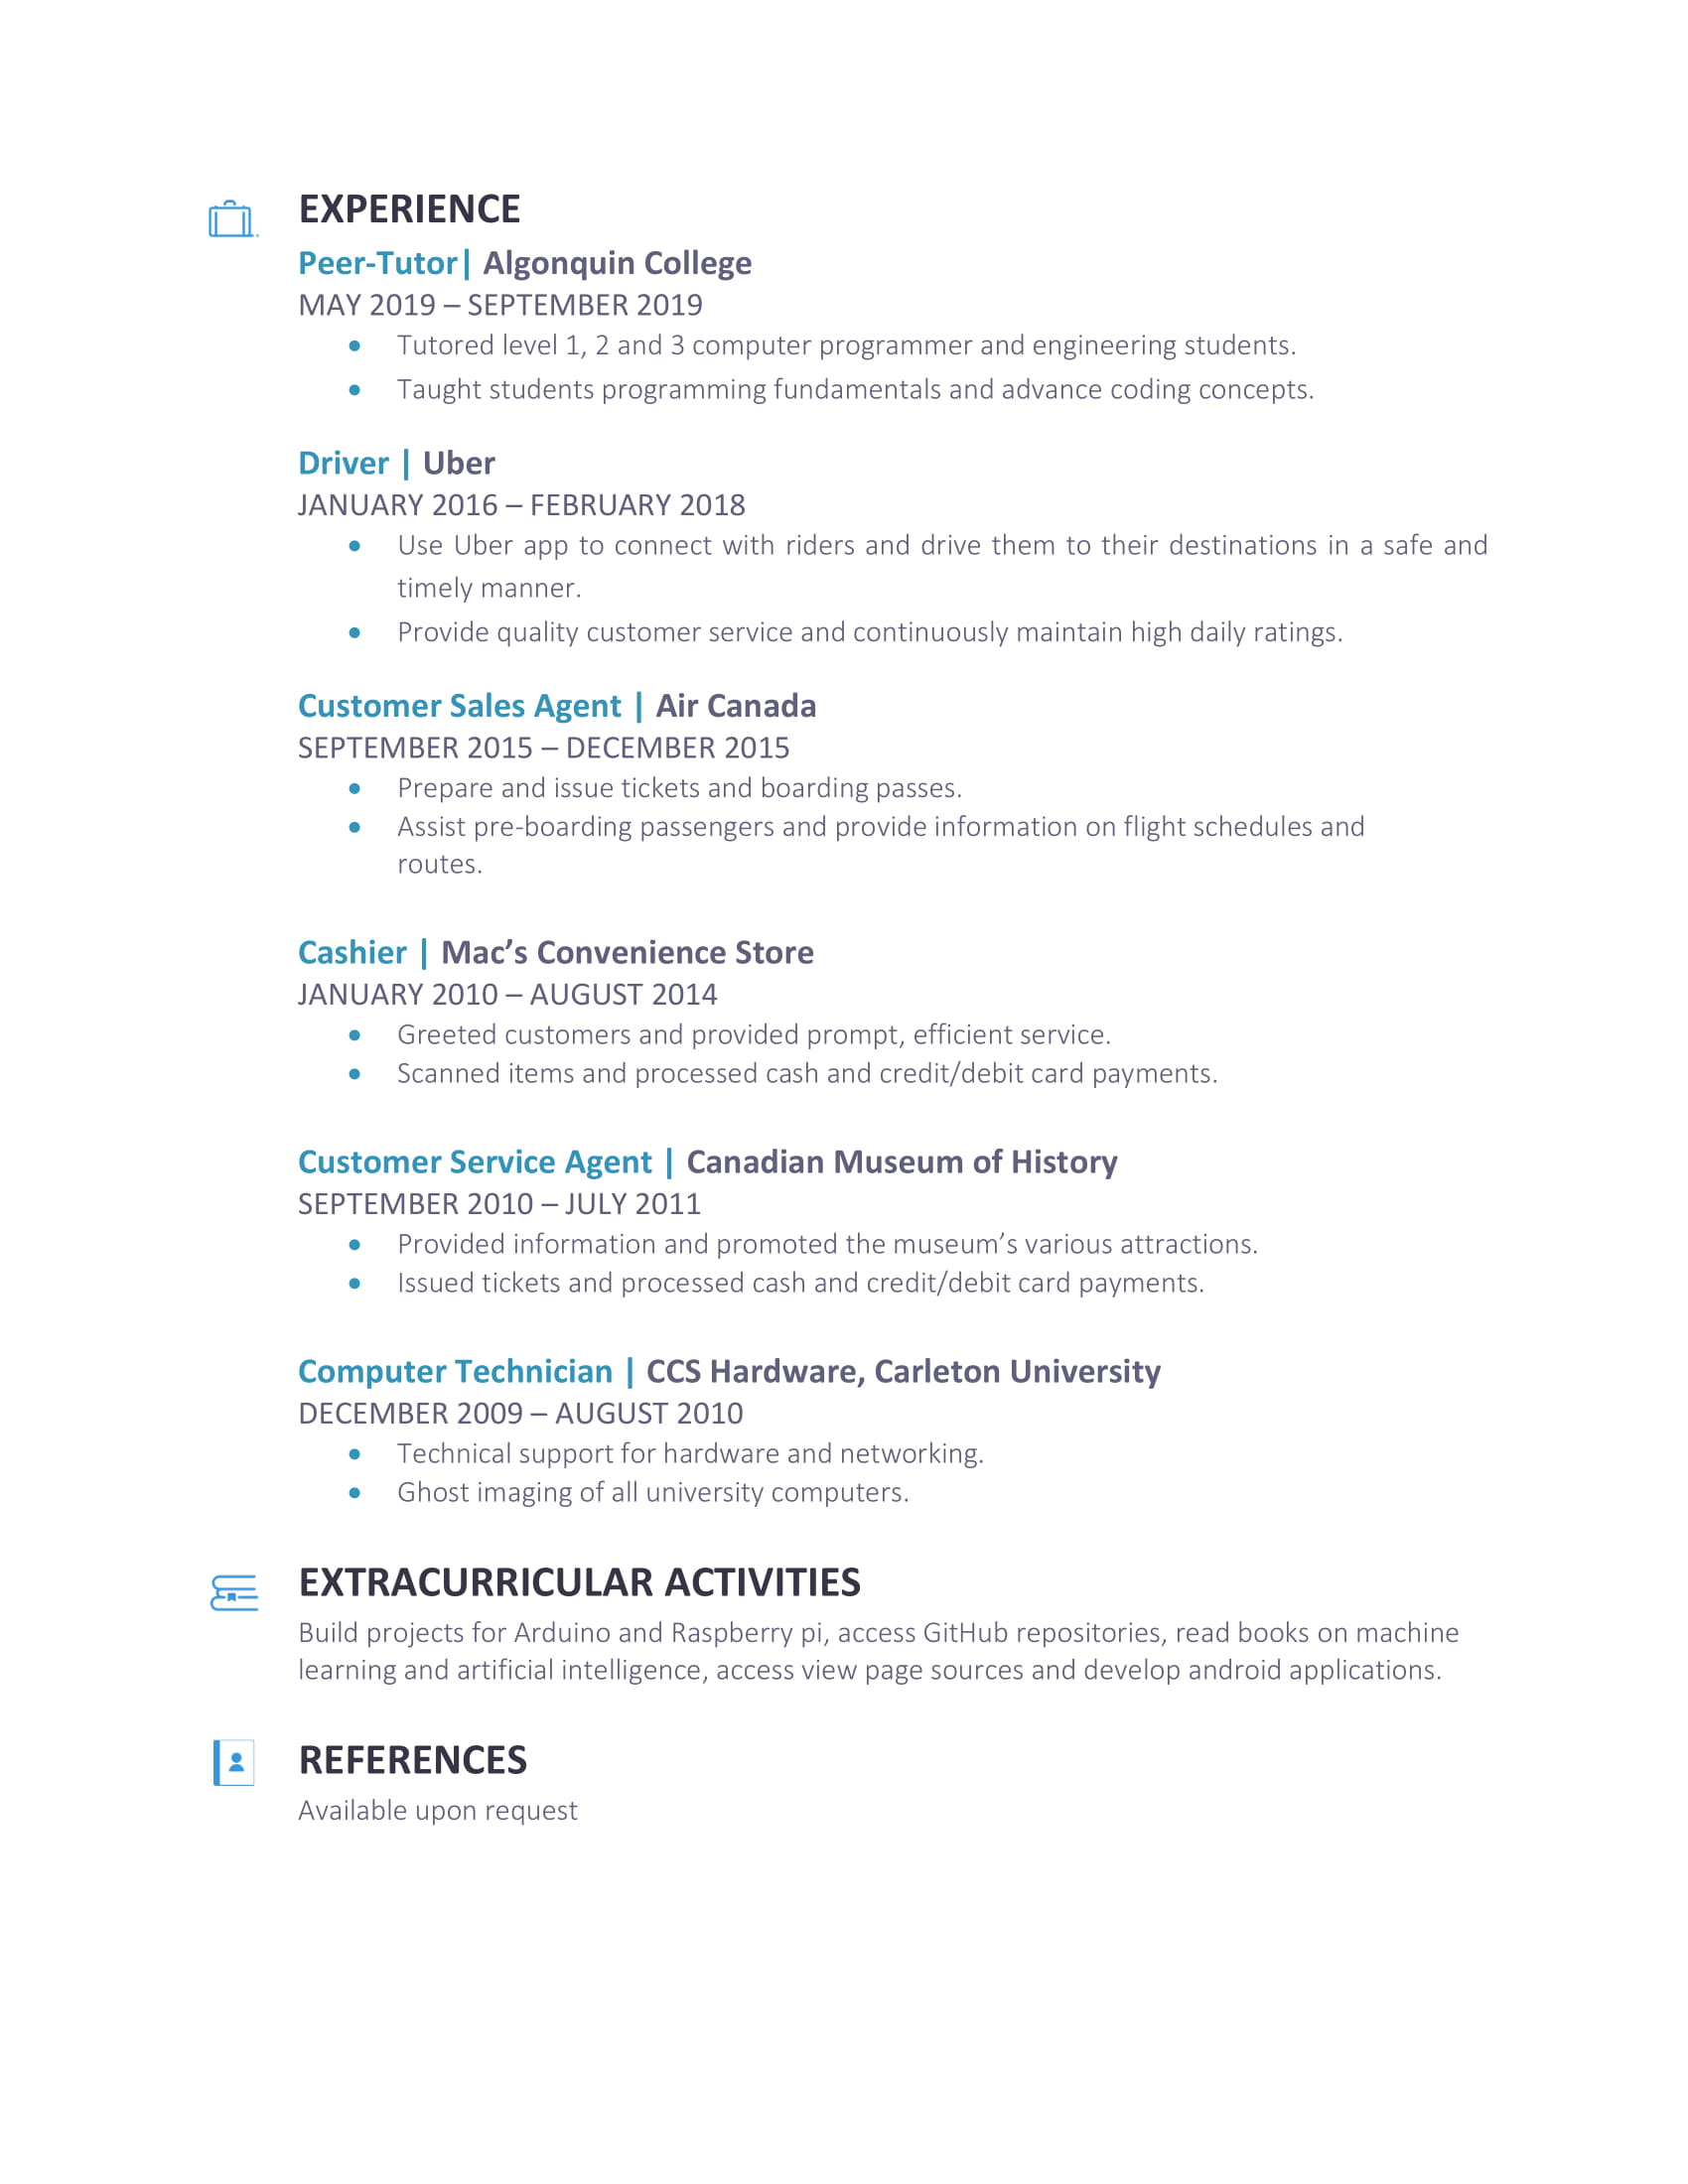 EXPERIENCE
Peer-Tutor| Algonquin College
MAY 2019 – SEPTEMBER 2019
• Tutored level 1, 2 and 3 computer programmer and engineering students.
• Taught students programming fundamentals and advance coding concepts.
Driver | Uber
JANUARY 2016 – FEBRUARY 2018
• Use Uber app to connect with riders and drive them to their destinations in a safe and
timely manner.
• Provide quality customer service and continuously maintain high daily ratings.
Customer Sales Agent | Air Canada
SEPTEMBER 2015 – DECEMBER 2015
• Prepare and issue tickets and boarding passes.
• Assist pre-boarding passengers and provide information on flight schedules and
routes.
Cashier | Mac’s Convenience Store
JANUARY 2010 – AUGUST 2014
• Greeted customers and provided prompt, efficient service.
• Scanned items and processed cash and credit/debit card payments.
Customer Service Agent | Canadian Museum of History
SEPTEMBER 2010 – JULY 2011
• Provided information and promoted the museum’s various attractions.
• Issued tickets and processed cash and credit/debit card payments.
Computer Technician | CCS Hardware, Carleton University
DECEMBER 2009 – AUGUST 2010
• Technical support for hardware and networking.
• Ghost imaging of all university computers.
EXTRACURRICULAR ACTIVITIES
Build projects for Arduino and Raspberry pi, access GitHub repositories, read books on machine
learning and artificial intelligence, access view page sources and develop android applications.
REFERENCES
Available upon request